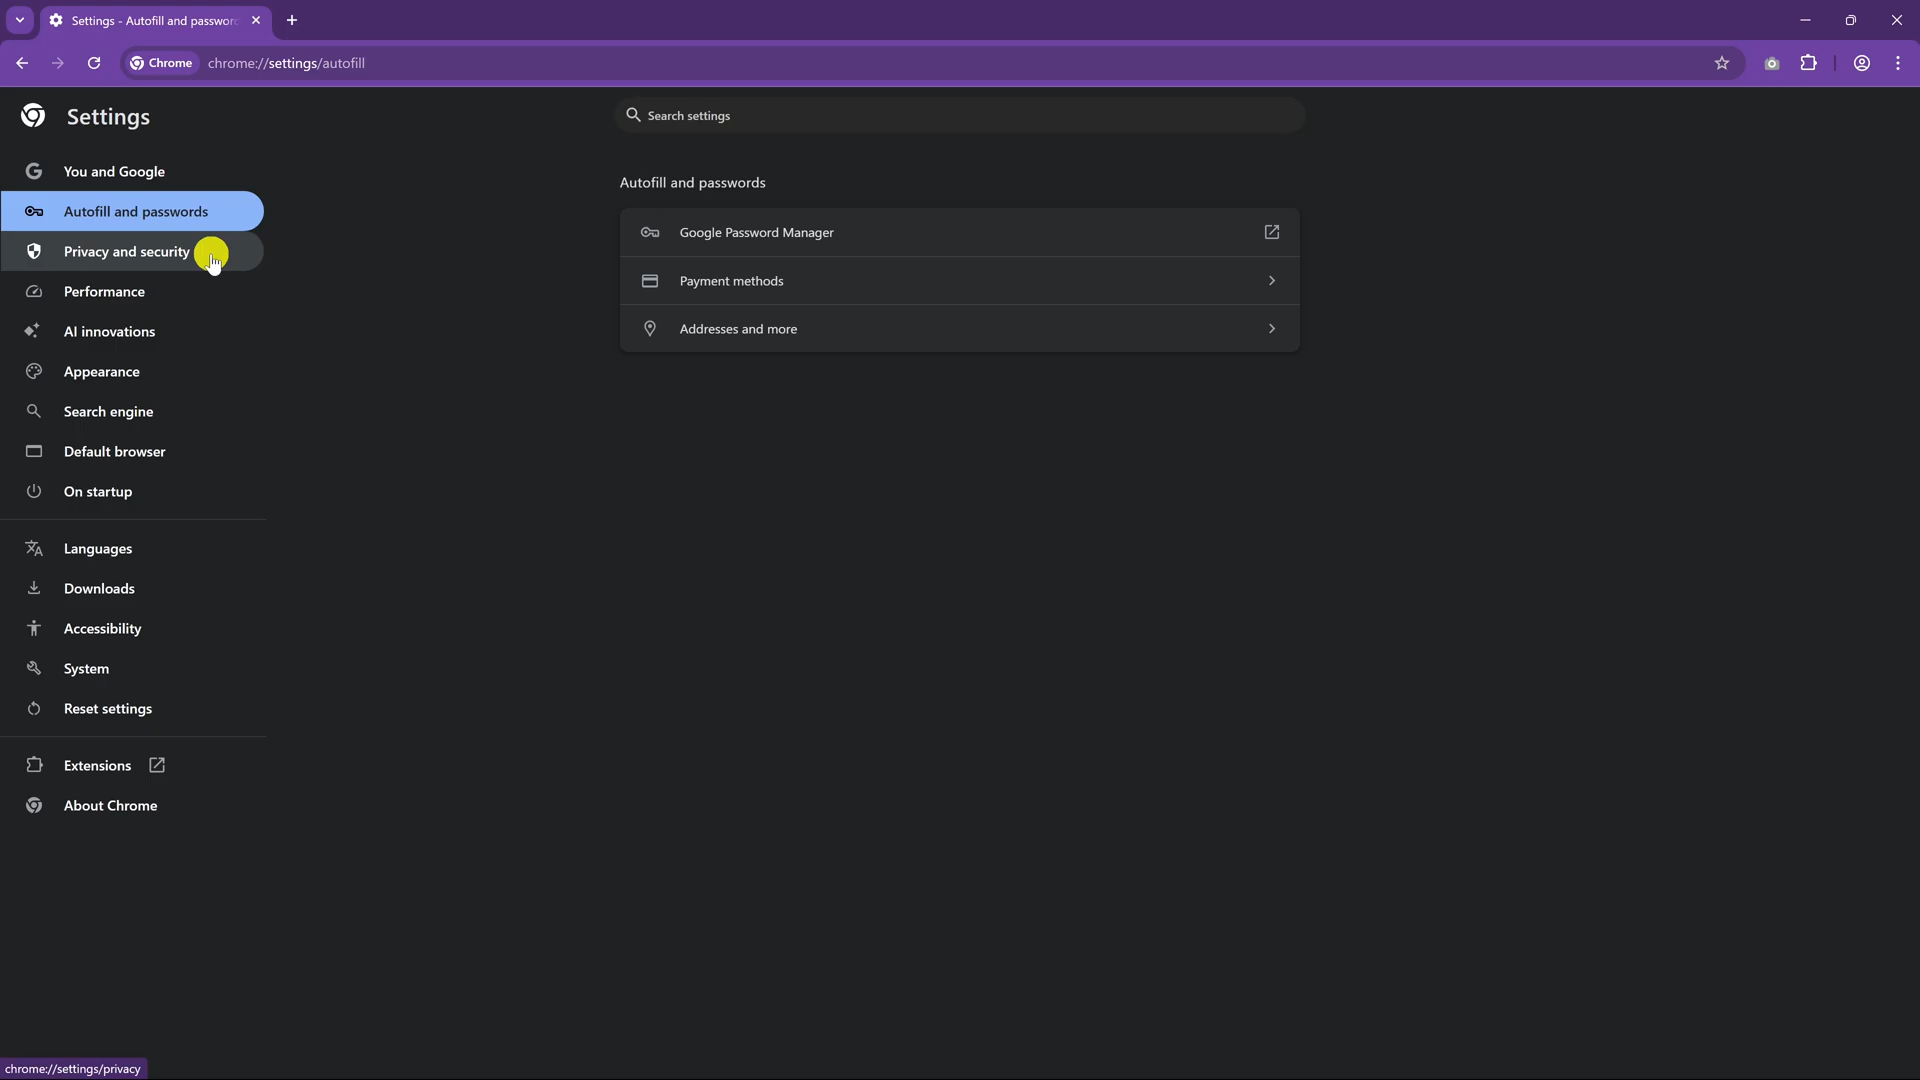 Settings - Autofill and passwor
Chrome
chrome://settings/autofill
Settings
Search settings
You and Google
Autofill and passwords
Privacy and security
Performance
AI innovations
Appearance
Search engine
Default browser
On startup
Languages
Downloads
Accessibility
System
Reset settings
Extensions
About Chrome
Autofill and passwords
Google Password Manager
Payment methods
Addresses and more
chrome://settings/privacy